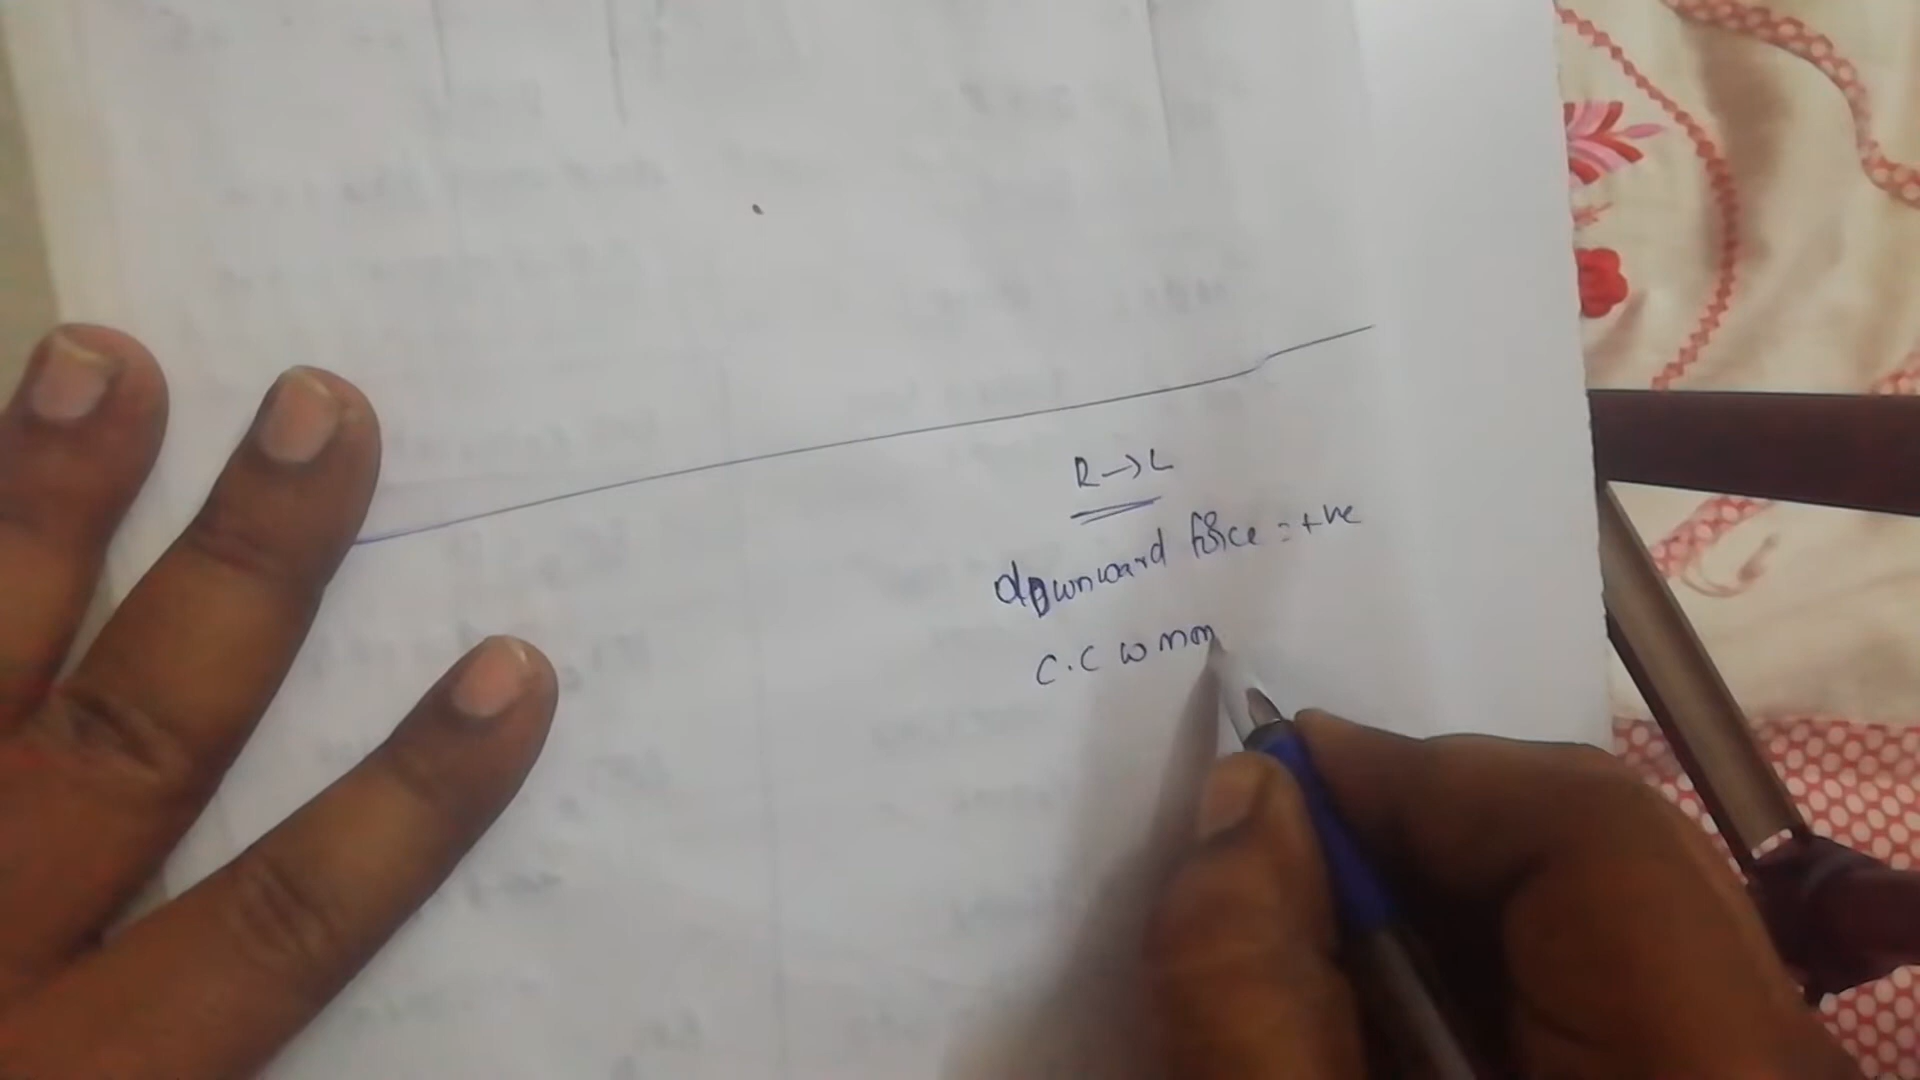 R → L
downward force = +ve
C.C w mom